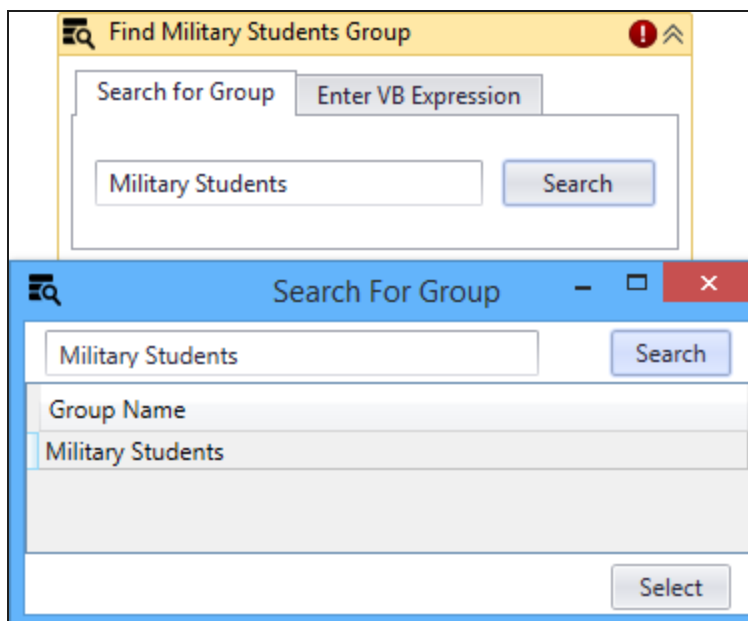 Find Military Students Group
Search for Group
Enter VB Expression
Military Students
Search
Search For Group
Military Students
Search
Group Name
Military Students
Select